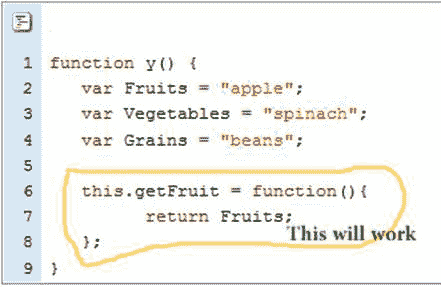 1 function y() {
2 var Fruits = "apple";
3 var Vegetables = "spinach";
4 var Grains = "beans";
5
6 this.getFruit = function(){
7 return Fruits;
This will work
8 };
9 }